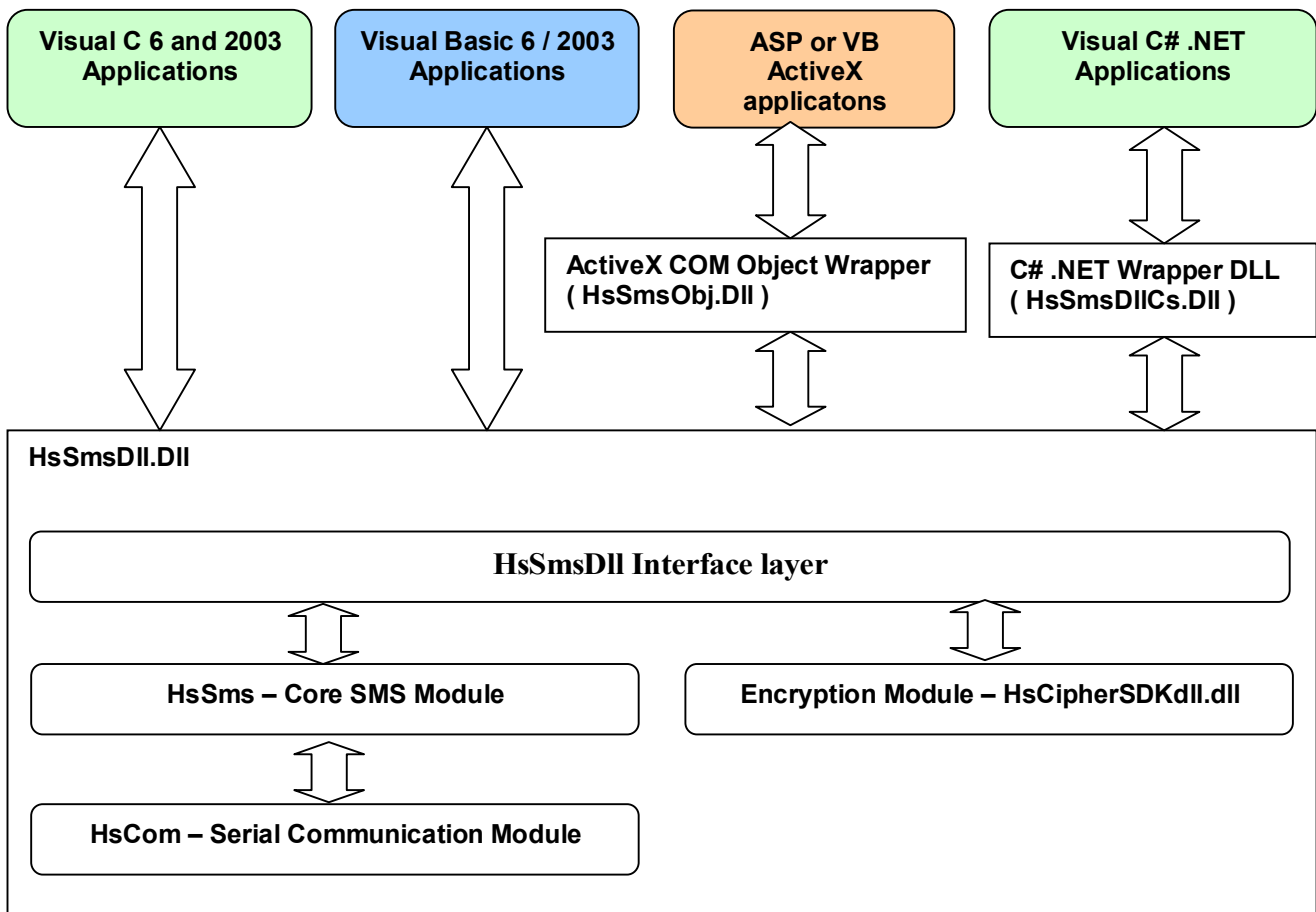 Visual C 6 and 2003
Applications
Visual Basic 6 / 2003
Applications
ASP or VB
ActiveX
applicatons
Visual C# .NET
Applications
ActiveX COM Object Wrapper
( HsSmsObj.Dll )
C# .NET Wrapper DLL
( HsSmsDllCs.Dll )
HsSmsDll.Dll
HsSmsDll Interface layer
HsSms – Core SMS Module
Encryption Module – HsCipherSDKdll.dll
HsCom – Serial Communication Module